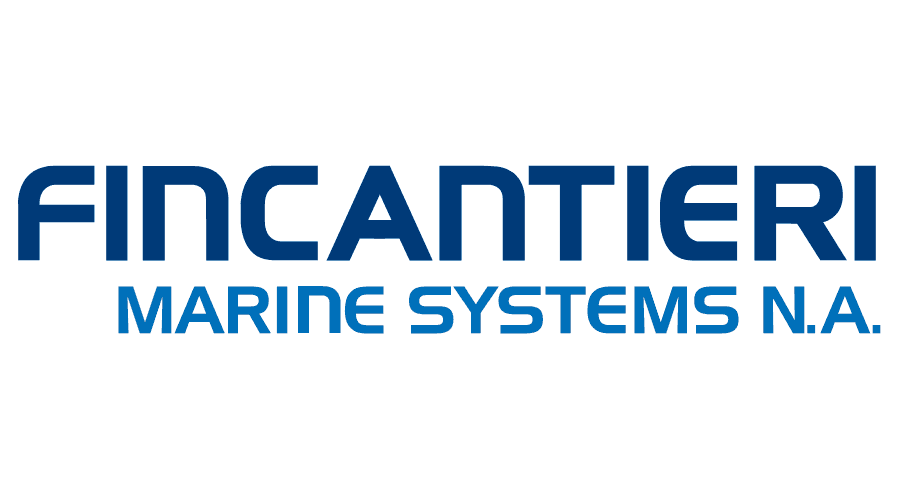 FINCANTIERI
MARINE SYSTEMS N.A.